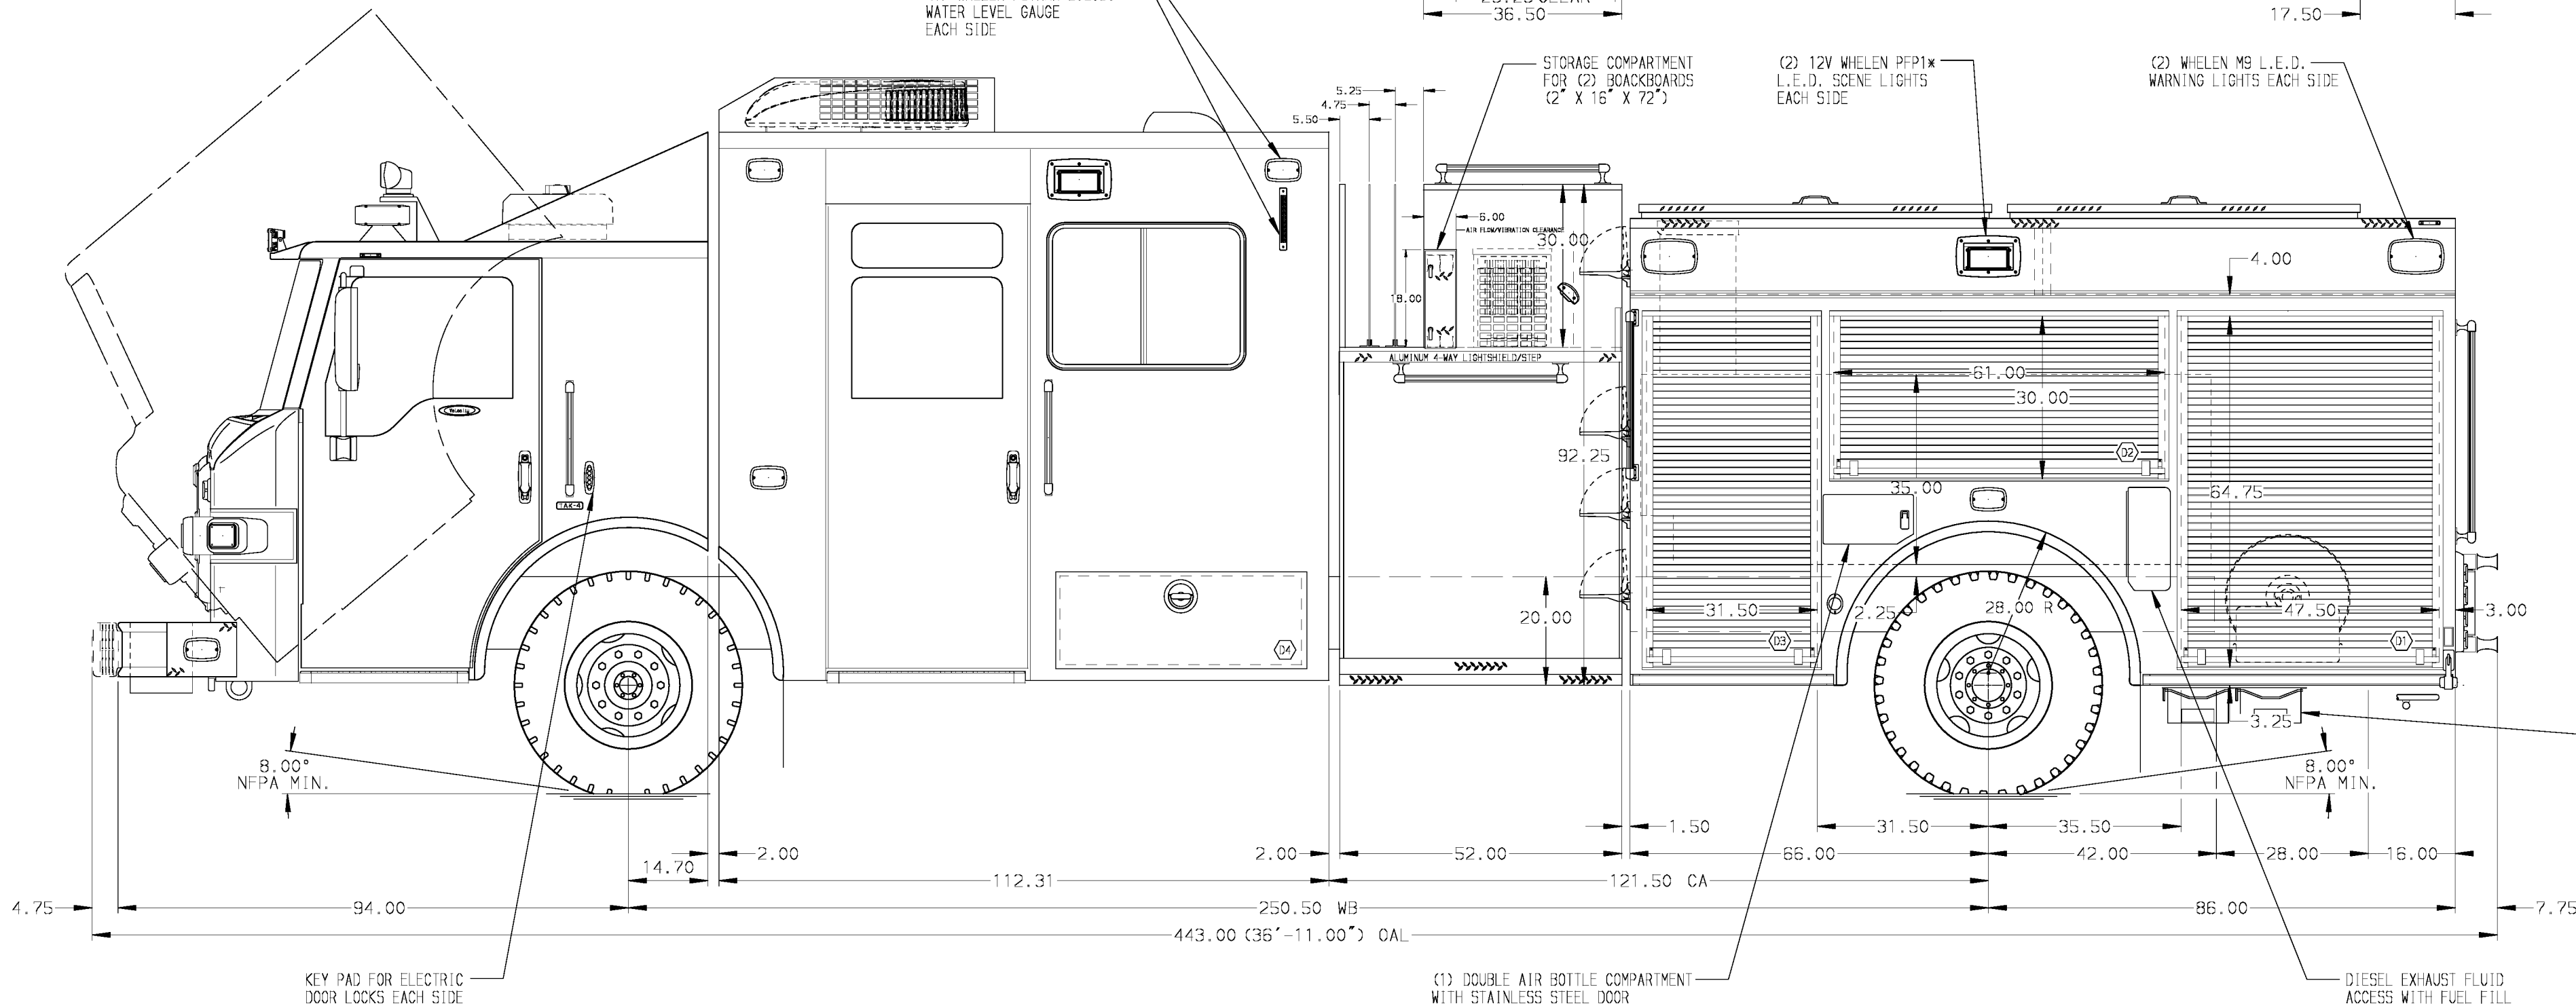 WATER LEVEL GAUGE
EACH SIDE
36.50
17.50
STORAGE COMPARTMENT
FOR (2) BOACKBOARDS
(2" X 16" X 72")
(2) 12V WHELEN PFP1*
L.E.D. SCENE LIGHTS
EACH SIDE
(2) WHELEN M9 L.E.D.
WARNING LIGHTS EACH SIDE
5.25
4.75
5.50
6.00
AIR FLOW/VIBRATION CLEARANCE
30.00
4.00
18.00
ALUMINUM 4-WAY LIGHTSHIELD/STEP
61.00
30.00
Velocity
92.25
D2
35.00
64.75
TAK-4
20.00
31.50
2.25
28.00 R
47.50
3.00
D4
D3
D1
3.25
8.00°
NFPA MIN.
8.00°
NFPA MIN.
1.50
31.50
35.50
14.70
2.00
2.00
52.00
66.00
42.00
28.00
16.00
112.31
121.50 CA
4.75
94.00
250.50 WB
86.00
7.75
443.00 (36'-11.00") OAL
KEY PAD FOR ELECTRIC
DOOR LOCKS EACH SIDE
(1) DOUBLE AIR BOTTLE COMPARTMENT
WITH STAINLESS STEEL DOOR
DIESEL EXHAUST FLUID
ACCESS WITH FUEL FILL